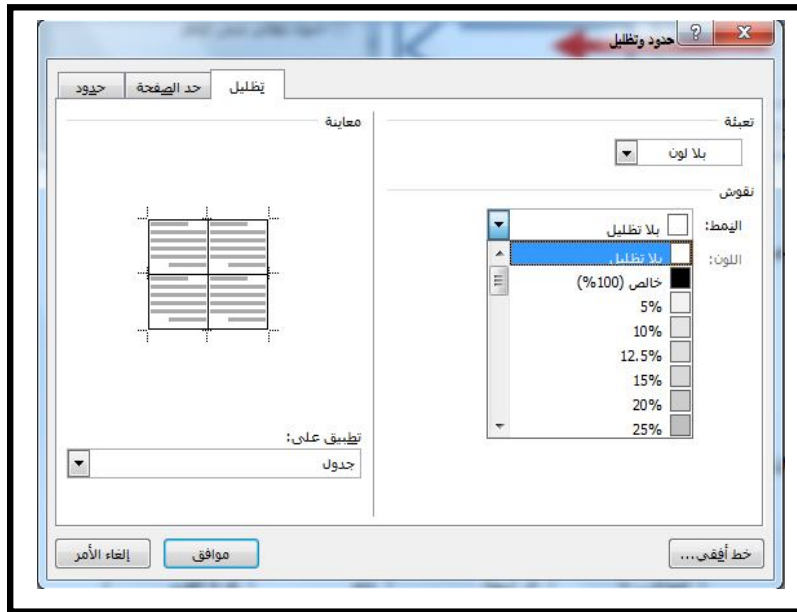 حدود وتظليل
حدود
حد الصفحة
تظليل
تعبئة
بلا لون
نقوش
النمط:
بلا تظليل
اللون:
بلا تظليل
خالص (100%)
5%
10%
12.5%
15%
20%
25%
معاينة
تطبيق على:
جدول
خط أفقي...
موافق
إلغاء الأمر